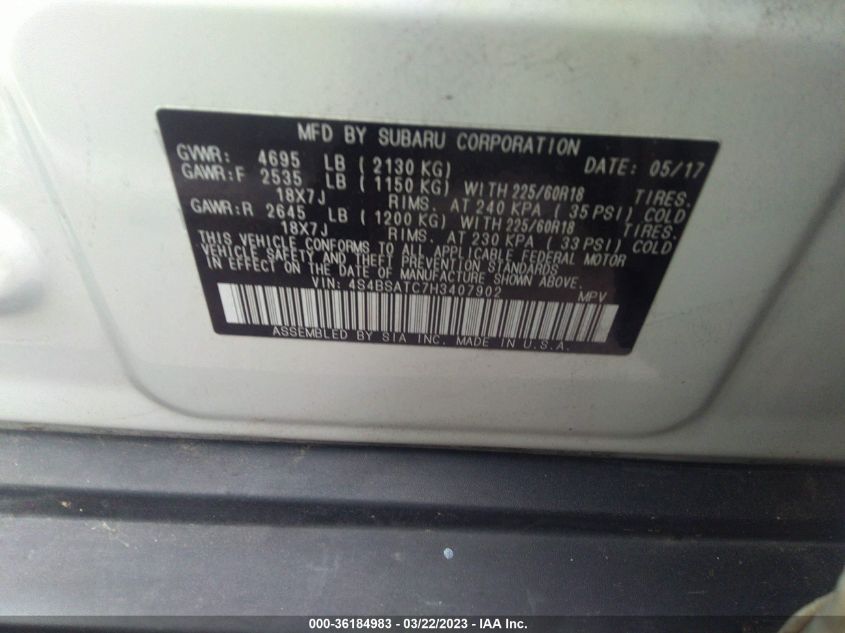 MFD BY SUBARU CORPORATION
GVWR: 4695 LB ( 2130 KG) DATE: 05/17
GAWR:F 2535 LB ( 1150 KG) WITH 225/60R18 TIRES.
18X7J RIMS. AT 240 KPA ( 35 PSI) COLD
GAWR:R 2645 LB ( 1200 KG) WITH 225/60R18 TIRES.
18X7J RIMS. AT 230 KPA ( 33 PSI) COLD
THIS VEHICLE CONFORMS TO ALL APPLICABLE FEDERAL MOTOR
VEHICLE SAFETY AND THEFT PREVENTION STANDARDS
IN EFFECT ON THE DATE OF MANUFACTURE SHOWN ABOVE.
VIN: 4S4BSATC7H3407902 MPV
ASSEMBLED BY SIA INC. MADE IN U.S.A.
000-36184983 - 03/22/2023 - IAA Inc.